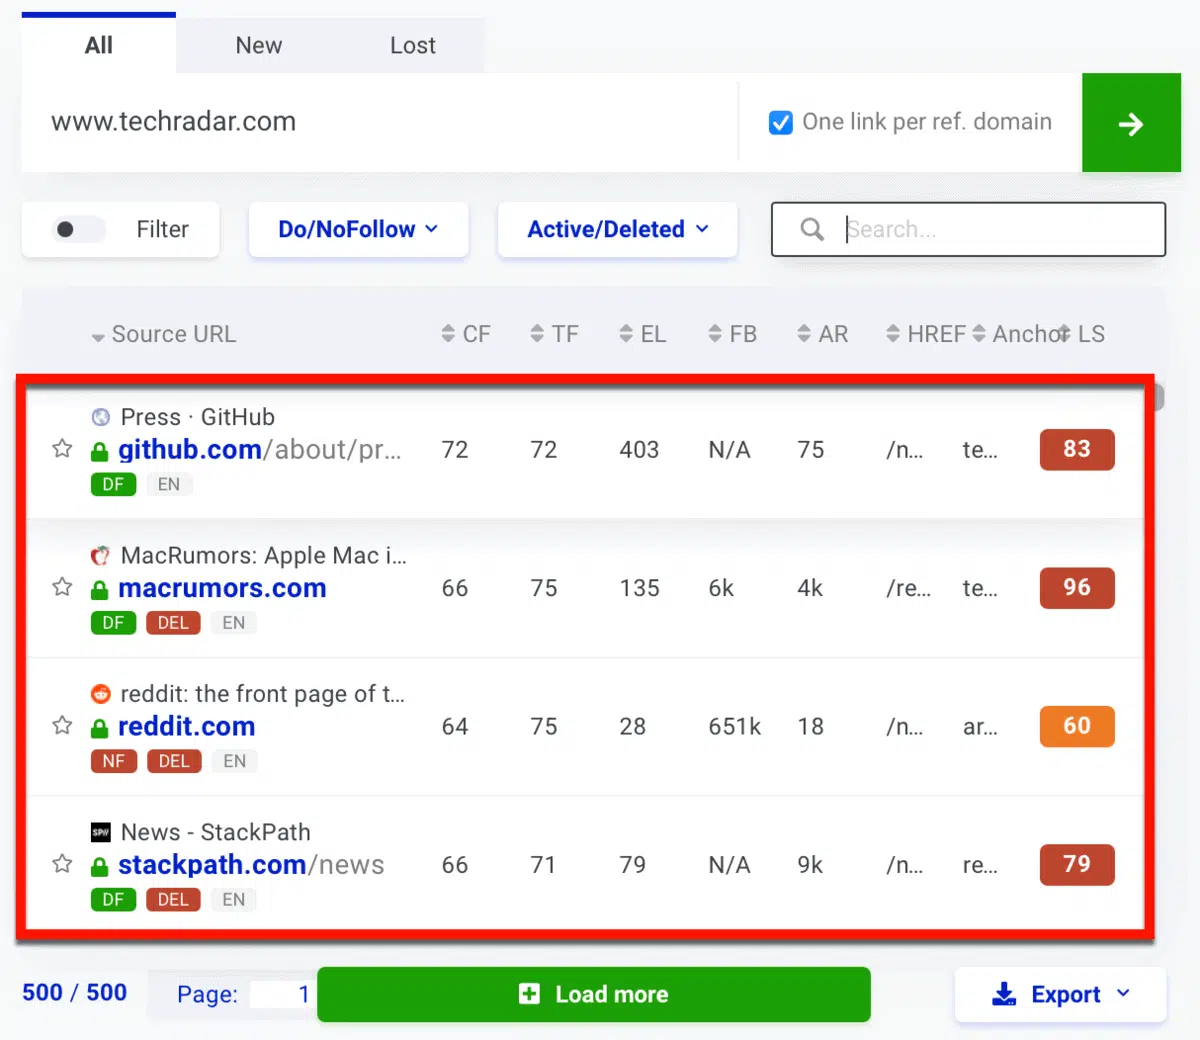 All New Lost
www.techradar.com One link per ref. domain
Filter Do/NoFollow Active/Deleted Search...
Source URL CF TF EL FB AR HREF Anchor LS
Press · GitHub
github.com/about/pr... 72 72 403 N/A 75 /n... te... 83
DF EN
MacRumors: Apple Mac i...
macrumors.com 66 75 135 6k 4k /re... te... 96
DF DEL EN
reddit: the front page of t...
reddit.com 64 75 28 651k 18 /n... ar... 60
NF DEL EN
SP// News - StackPath
stackpath.com/news 66 71 79 N/A 9k /n... re... 79
DF DEL EN
500 / 500 Page: 1 Load more Export